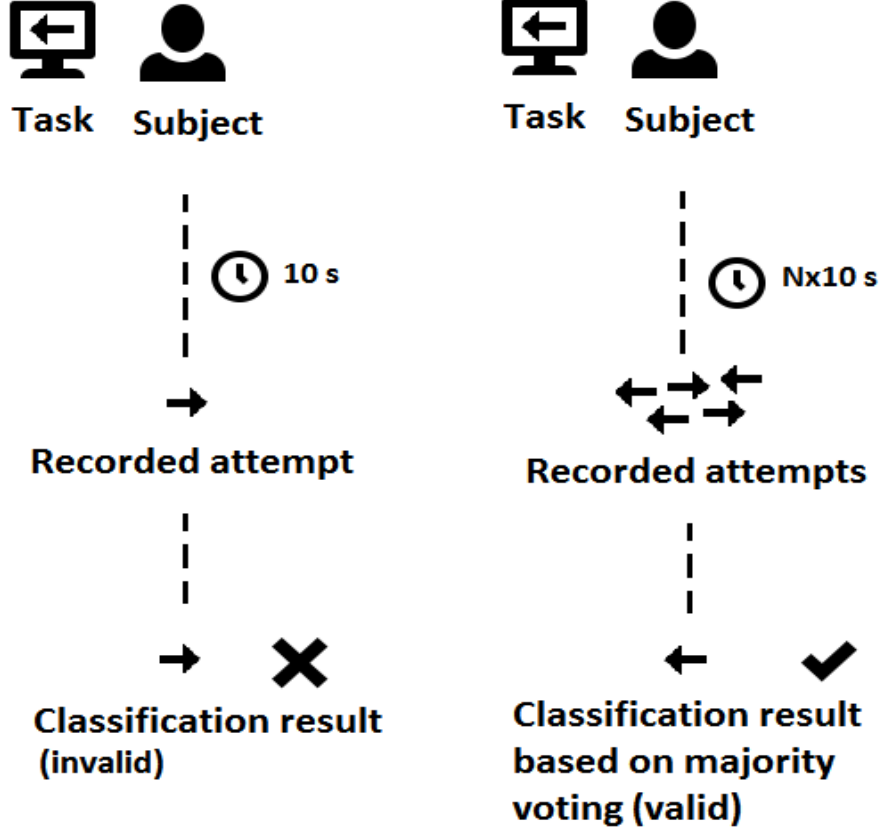 Task Subject
10 s
Recorded attempt
Classification result
(invalid)
Task Subject
Nx10 s
Recorded attempts
Classification result
based on majority
voting (valid)